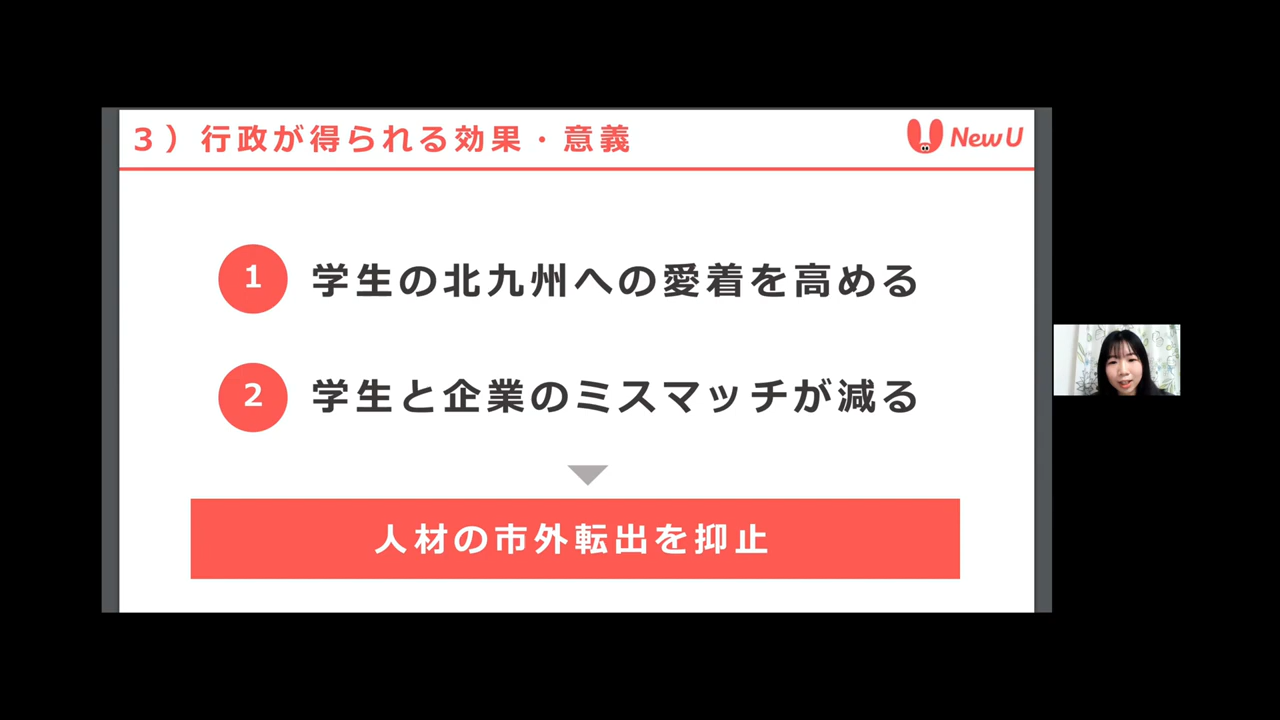 3）行政が得られる効果・意義
New U
1 学生の北九州への愛着を高める
2 学生と企業のミスマッチが減る
人材の市外転出を抑止